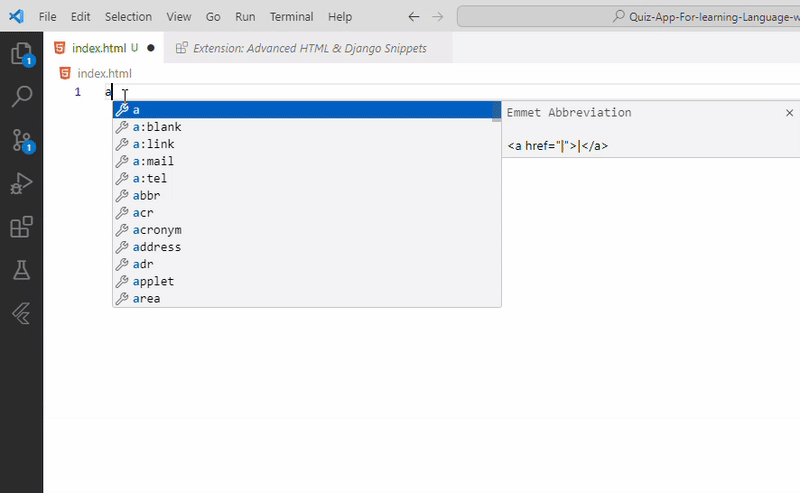 File Edit Selection View Go Run Terminal Help Quiz-App-For-learning-Language-w
index.html U Extension: Advanced HTML & Django Snippets
index.html
1 a
a
a:blank
a:link
a:mail
a:tel
abbr
acr
acronym
address
adr
applet
area
Emmet Abbreviation
<a href="|">|</a>
1
1